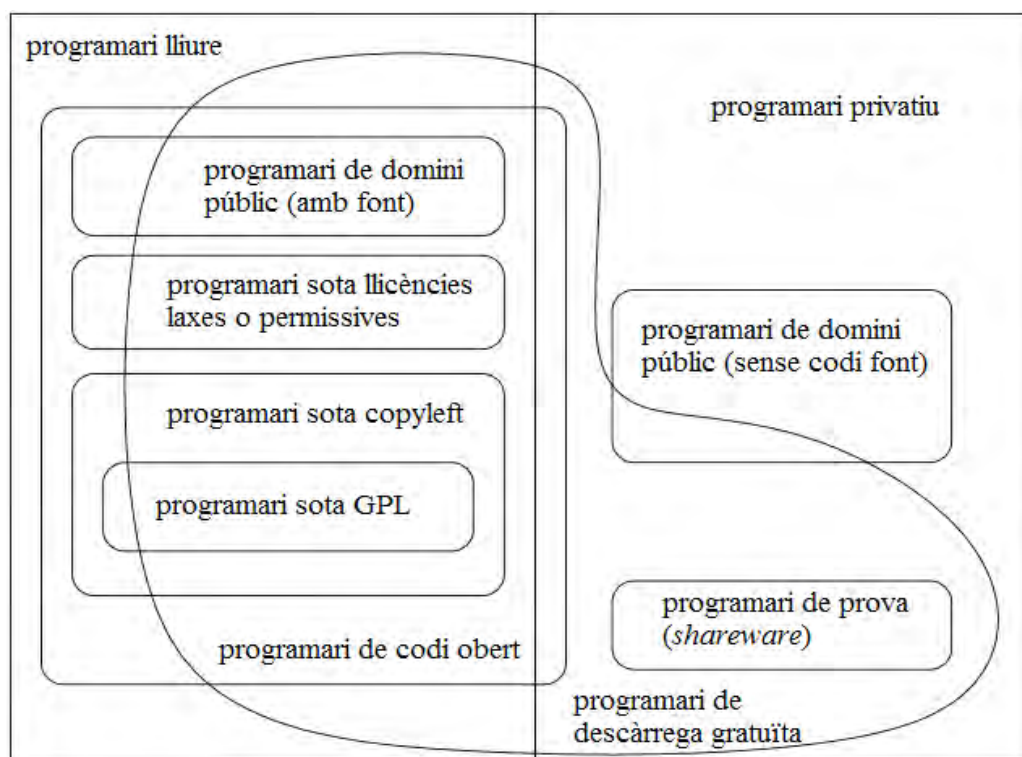 programari lliure
programari privatiu
programari de domini
públic (amb font)
programari sota llicències
laxes o permissives
programari de domini
públic (sense codi font)
programari sota copyleft
programari sota GPL
programari de prova
(shareware)
programari de codi obert
programari de
descàrrega gratuïta